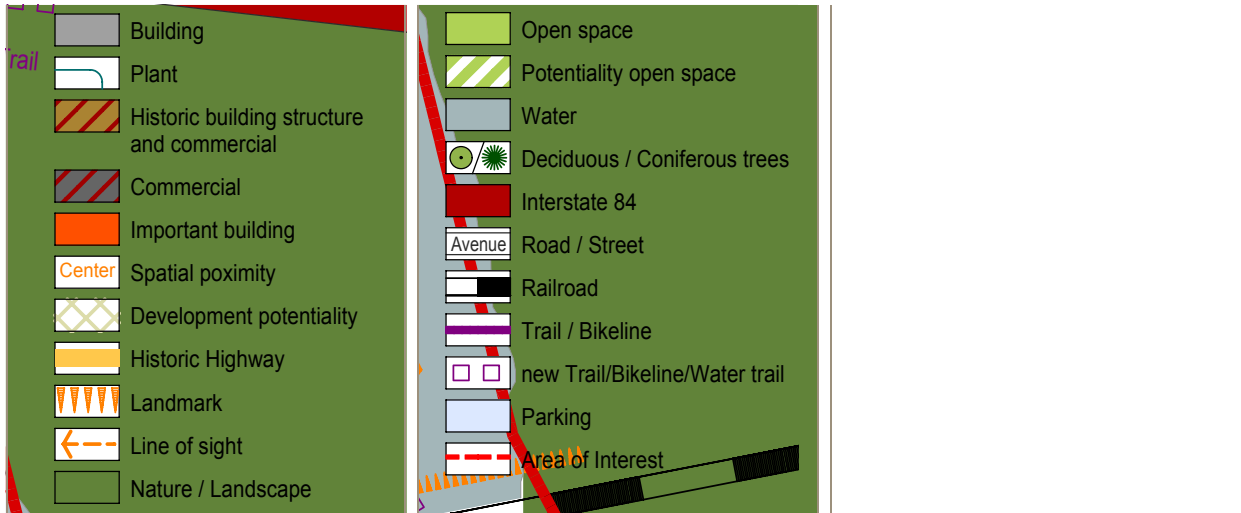 Trail
Building
Plant
Historic building structure
and commercial
Commercial
Important building
Center Spatial poximity
Development potentiality
Historic Highway
Landmark
Line of sight
Nature / Landscape
Open space
Potentiality open space
Water
Deciduous / Coniferous trees
Interstate 84
Avenue Road / Street
Railroad
Trail / Bikeline
new Trail/Bikeline/Water trail
Parking
Area of Interest